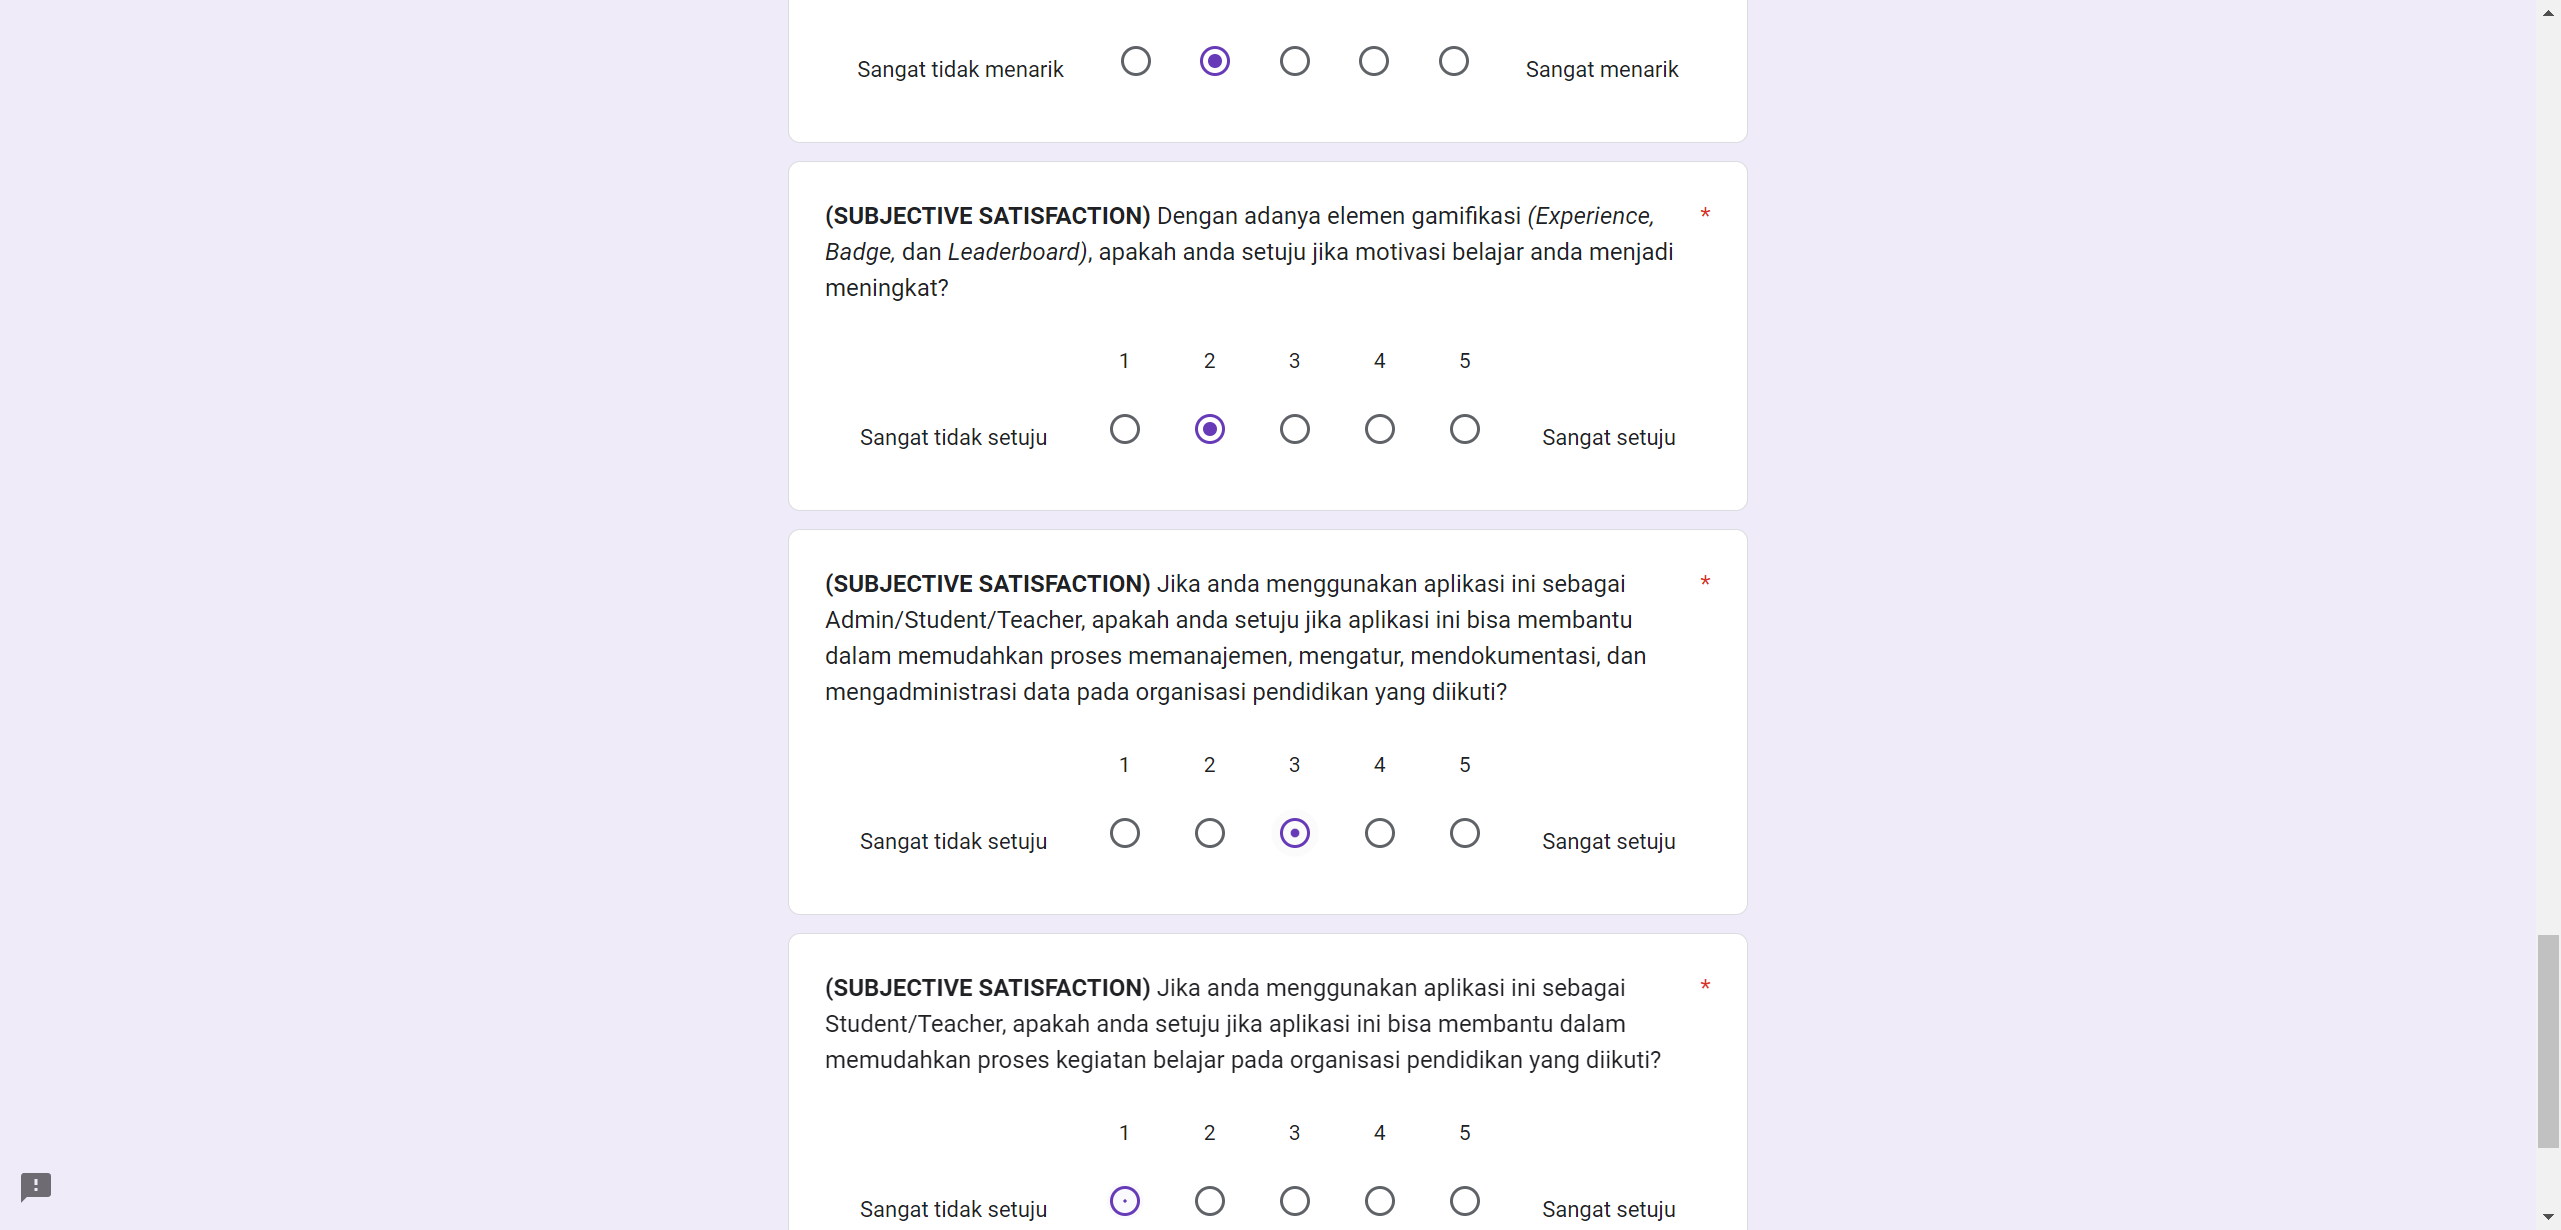 Sangat tidak menarik Sangat menarik
(SUBJECTIVE SATISFACTION) Dengan adanya elemen gamifikasi (Experience, *
Badge, dan Leaderboard), apakah anda setuju jika motivasi belajar anda menjadi
meningkat?
1 2 3 4 5
Sangat tidak setuju Sangat setuju
(SUBJECTIVE SATISFACTION) Jika anda menggunakan aplikasi ini sebagai *
Admin/Student/Teacher, apakah anda setuju jika aplikasi ini bisa membantu
dalam memudahkan proses memanajemen, mengatur, mendokumentasi, dan
mengadministrasi data pada organisasi pendidikan yang diikuti?
1 2 3 4 5
Sangat tidak setuju Sangat setuju
(SUBJECTIVE SATISFACTION) Jika anda menggunakan aplikasi ini sebagai *
Student/Teacher, apakah anda setuju jika aplikasi ini bisa membantu dalam
memudahkan proses kegiatan belajar pada organisasi pendidikan yang diikuti?
1 2 3 4 5
Sangat tidak setuju Sangat setuju